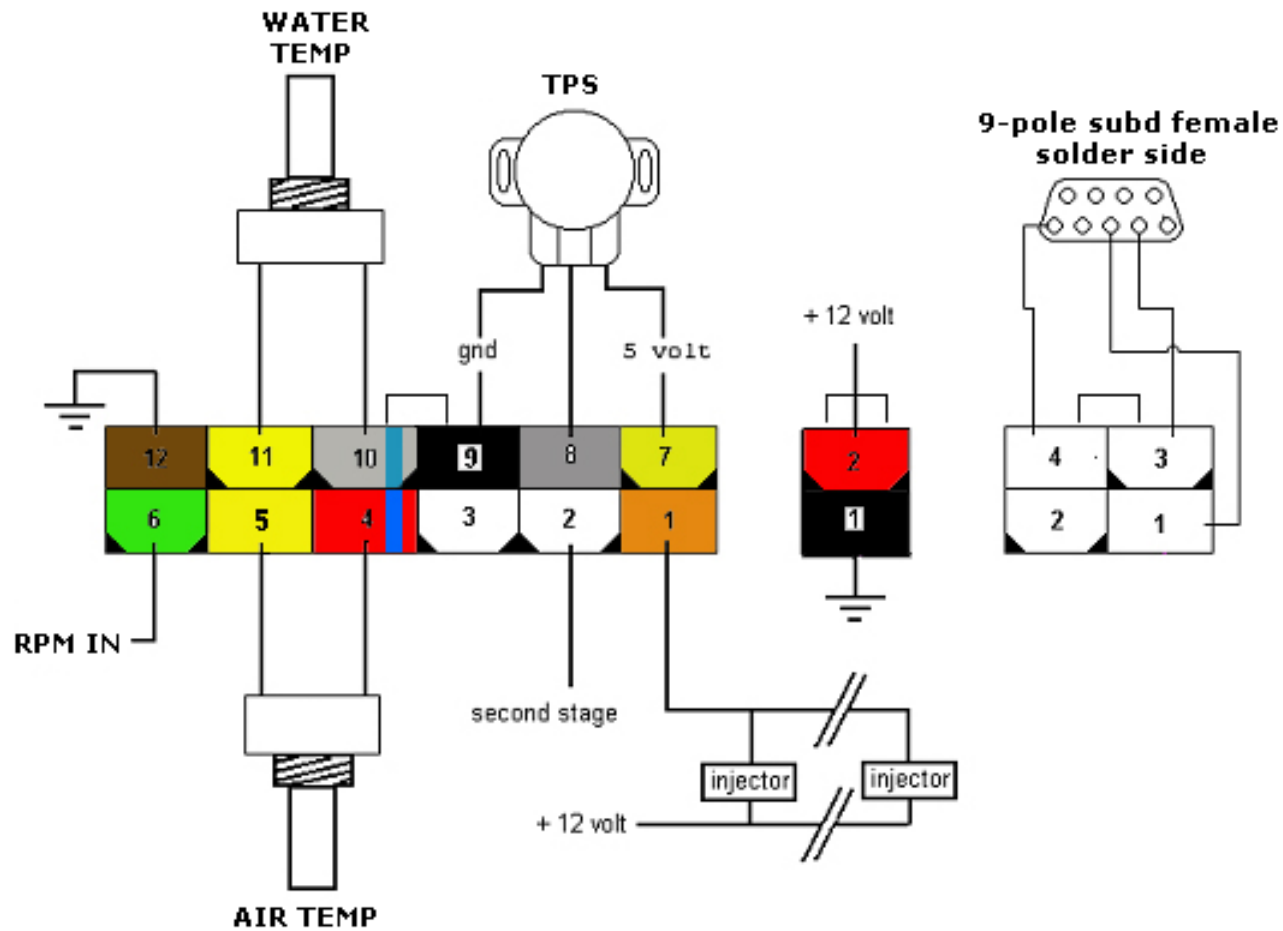 WATER
TEMP
TPS
9-pole subd female
solder side
+ 12 volt
gnd
5 volt
12
11
10
9
8
7
2
4
3
6
5
4
3
2
1
1
2
1
RPM IN
second stage
injector
injector
+ 12 volt
AIR TEMP